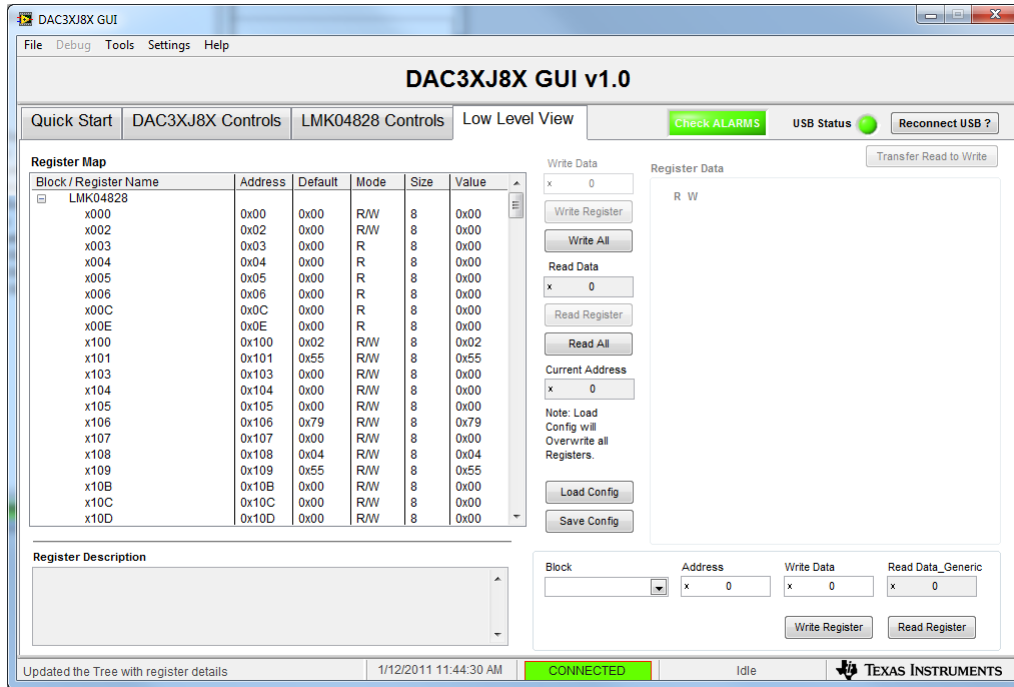 DAC3XJ8X GUI
File Debug Tools Settings Help
DAC3XJ8X GUI v1.0
Quick Start DAC3XJ8X Controls LMK04828 Controls Low Level View Check ALARMS USB Status Reconnect USB ?
Transfer Read to Write
Register Map
Block / Register Name Address Default Mode Size Value
LMK04828
x000 0x00 0x00 R/W 8 0x00
x002 0x02 0x00 R/W 8 0x00
x003 0x03 0x00 R 8 0x00
x004 0x04 0x00 R 8 0x00
x005 0x05 0x00 R 8 0x00
x006 0x06 0x00 R 8 0x00
x00C 0x0C 0x00 R 8 0x00
x00E 0x0E 0x00 R 8 0x00
x100 0x100 0x02 R/W 8 0x02
x101 0x101 0x55 R/W 8 0x55
x103 0x103 0x00 R/W 8 0x00
x104 0x104 0x00 R/W 8 0x00
x105 0x105 0x00 R/W 8 0x00
x106 0x106 0x79 R/W 8 0x79
x107 0x107 0x00 R/W 8 0x00
x108 0x108 0x04 R/W 8 0x04
x109 0x109 0x55 R/W 8 0x55
x10B 0x10B 0x00 R/W 8 0x00
x10C 0x10C 0x00 R/W 8 0x00
x10D 0x10D 0x00 R/W 8 0x00
Write Data
x 0
Write Register
Write All
Read Data
x 0
Read Register
Read All
Current Address
x 0
Note: Load
Config will
Overwrite all
Registers.
Load Config
Save Config
Register Data
R W
Register Description
Block Address Write Data Read Data_Generic
x 0 x 0 x 0
Write Register Read Register
Updated the Tree with register details 1/12/2011 11:44:30 AM CONNECTED Idle TEXAS INSTRUMENTS